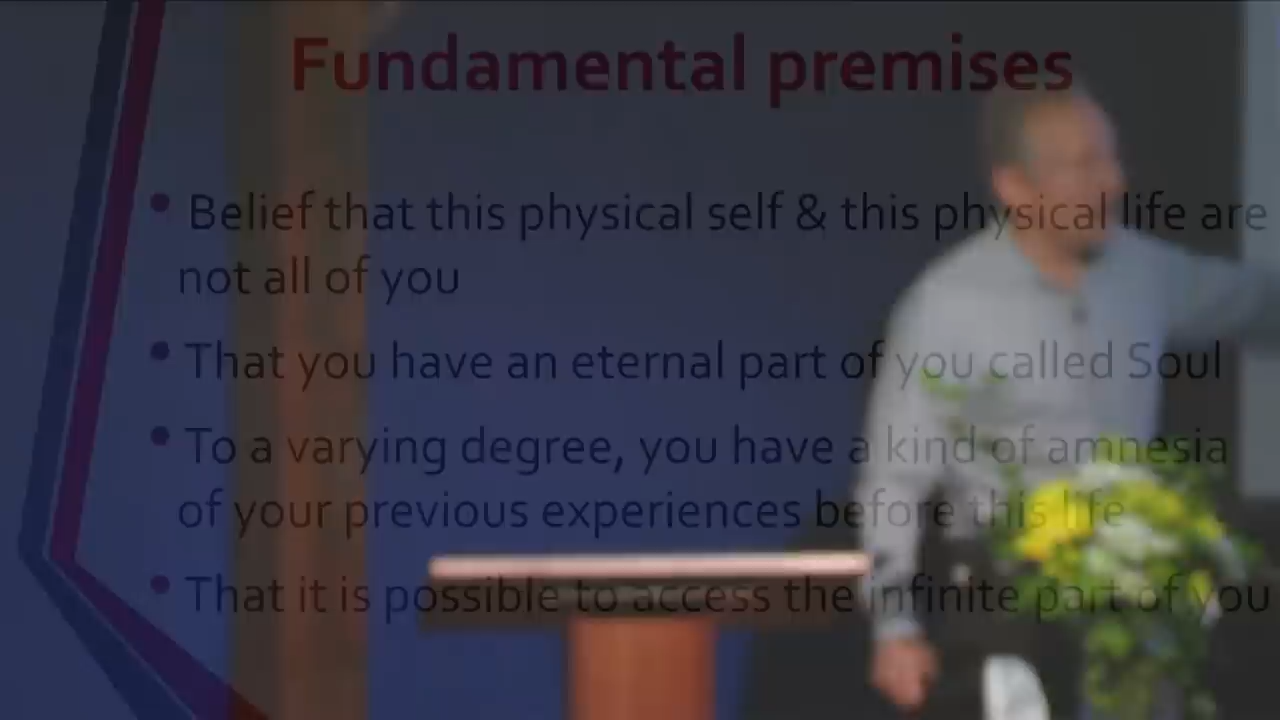 Fundamental premises
• Belief that this physical self & this physical life are
not all of you
• That you have an eternal part of you called Soul
• To a varying degree, you have a kind of amnesia
of your previous experiences before this life
• That it is possible to access the infinite part of you